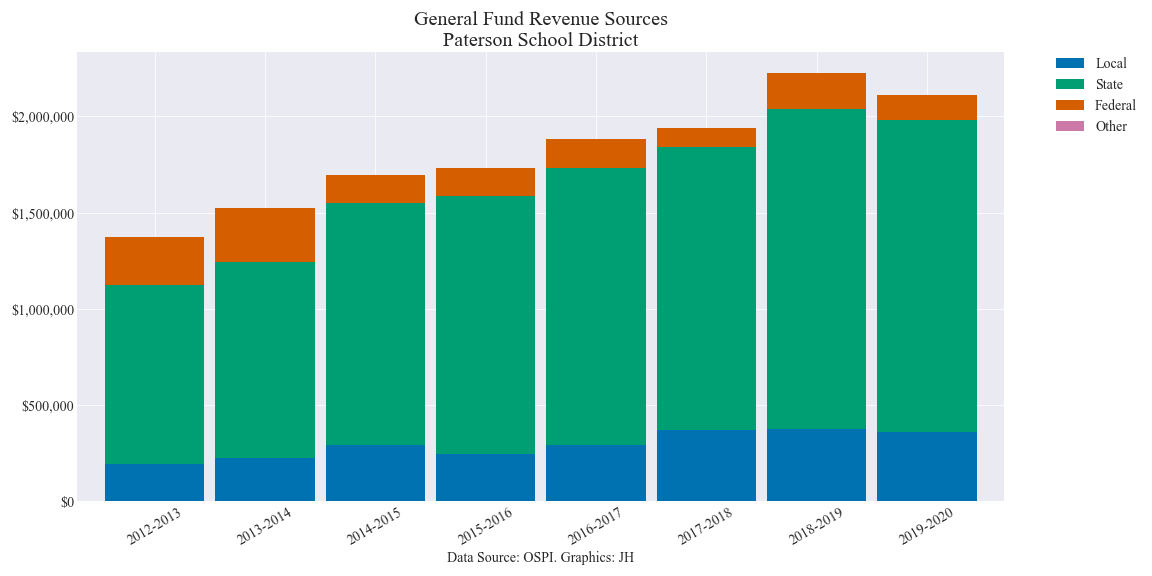 General Fund Revenue Sources
Paterson School District
Local
State
Federal
Other
$2,000,000
$1,500,000
$1,000,000
$500,000
$0
2012-2013
2013-2014
2014-2015
2015-2016
2016-2017
2017-2018
2018-2019
2019-2020
Data Source: OSPI. Graphics: JH